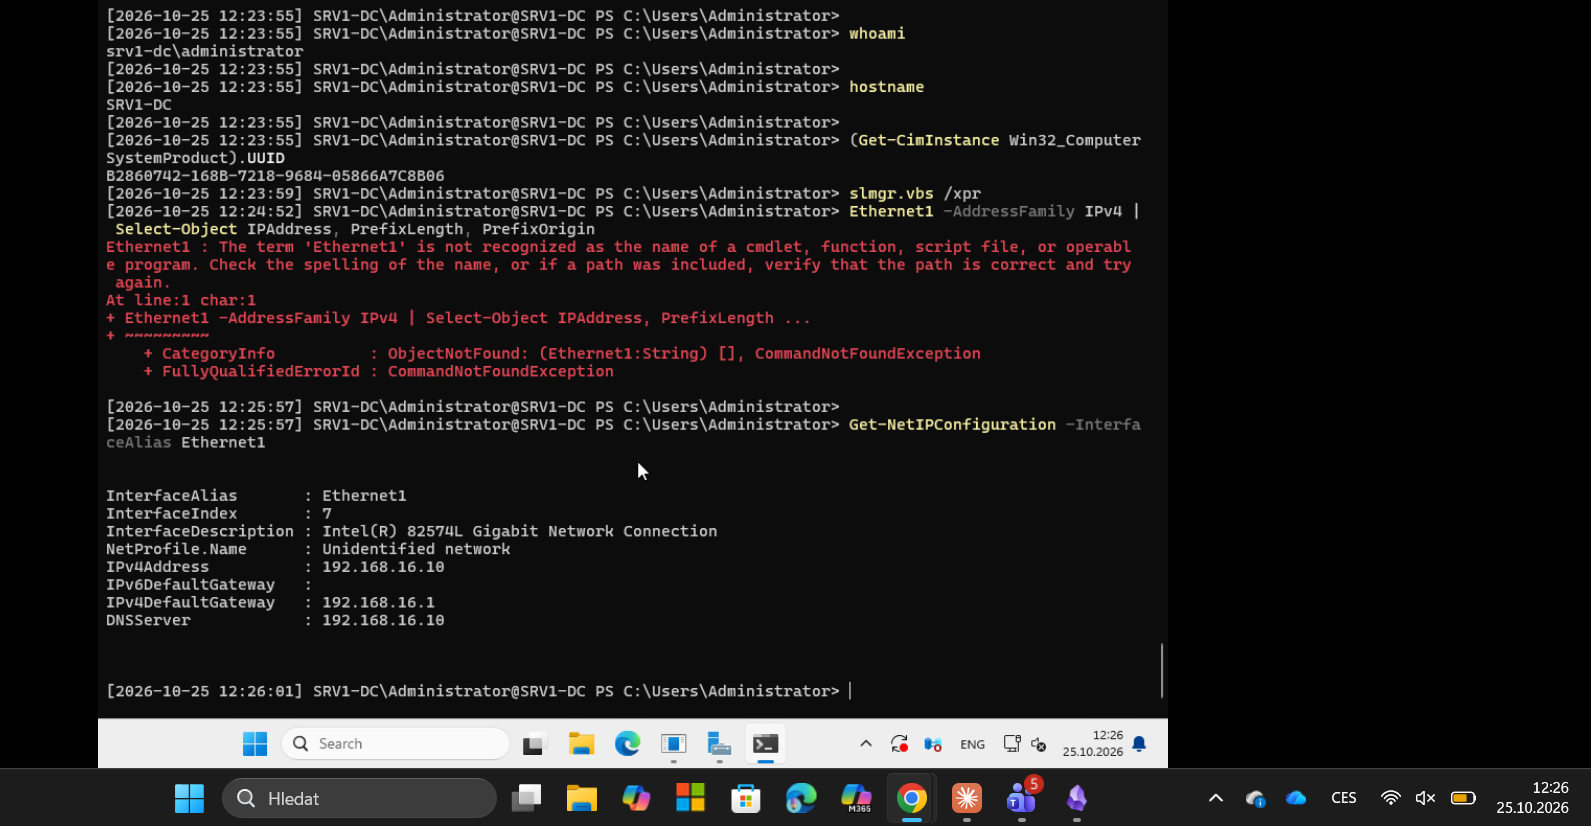 [2026-10-25 12:23:55] SRV1-DC\Administrator@SRV1-DC PS C:\Users\Administrator>
[2026-10-25 12:23:55] SRV1-DC\Administrator@SRV1-DC PS C:\Users\Administrator> whoami
srv1-dc\administrator
[2026-10-25 12:23:55] SRV1-DC\Administrator@SRV1-DC PS C:\Users\Administrator>
[2026-10-25 12:23:55] SRV1-DC\Administrator@SRV1-DC PS C:\Users\Administrator> hostname
SRV1-DC
[2026-10-25 12:23:55] SRV1-DC\Administrator@SRV1-DC PS C:\Users\Administrator>
[2026-10-25 12:23:55] SRV1-DC\Administrator@SRV1-DC PS C:\Users\Administrator> (Get-CimInstance Win32_Computer
SystemProduct).UUID
B2860742-168B-7218-9684-05866A7C8B06
[2026-10-25 12:23:59] SRV1-DC\Administrator@SRV1-DC PS C:\Users\Administrator> slmgr.vbs /xpr
[2026-10-25 12:24:52] SRV1-DC\Administrator@SRV1-DC PS C:\Users\Administrator> Ethernet1 -AddressFamily IPv4 |
 Select-Object IPAddress, PrefixLength, PrefixOrigin
Ethernet1 : The term 'Ethernet1' is not recognized as the name of a cmdlet, function, script file, or operabl
e program. Check the spelling of the name, or if a path was included, verify that the path is correct and try
 again.
At line:1 char:1
+ Ethernet1 -AddressFamily IPv4 | Select-Object IPAddress, PrefixLength ...
+ ~~~~~~~~~
    + CategoryInfo          : ObjectNotFound: (Ethernet1:String) [], CommandNotFoundException
    + FullyQualifiedErrorId : CommandNotFoundException
[2026-10-25 12:25:57] SRV1-DC\Administrator@SRV1-DC PS C:\Users\Administrator>
[2026-10-25 12:25:57] SRV1-DC\Administrator@SRV1-DC PS C:\Users\Administrator> Get-NetIPConfiguration -Interfa
ceAlias Ethernet1
InterfaceAlias       : Ethernet1
InterfaceIndex       : 7
InterfaceDescription : Intel(R) 82574L Gigabit Network Connection
NetProfile.Name      : Unidentified network
IPv4Address          : 192.168.16.10
IPv6DefaultGateway   :
IPv4DefaultGateway   : 192.168.16.1
DNSServer            : 192.168.16.10
[2026-10-25 12:26:01] SRV1-DC\Administrator@SRV1-DC PS C:\Users\Administrator>
Search
ENG
12:26
25.10.2026
Hledat
M365
T
5
CES
12:26
25.10.2026